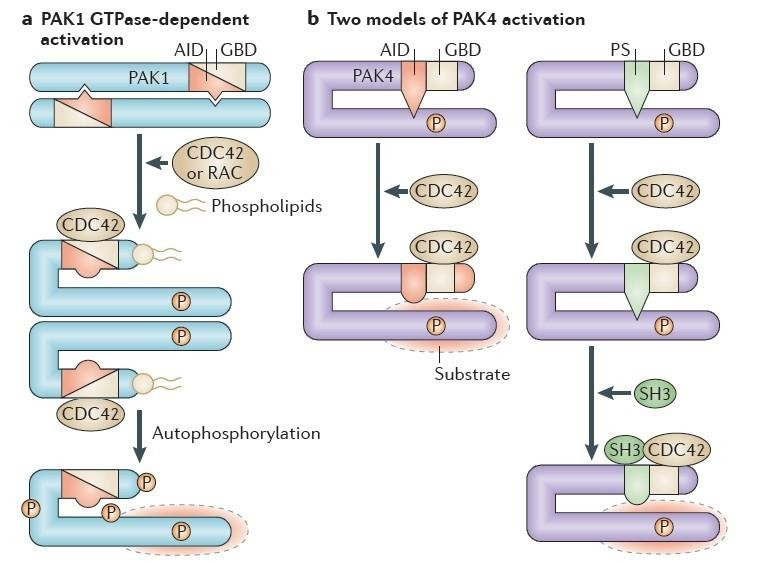 a PAK1 GTPase-dependent
activation
AID GBD
PAK1
CDC42
or RAC
Phospholipids
CDC42
P
P
CDC42
Autophosphorylation
P
P
P
P
b Two models of PAK4 activation
AID GBD
PAK4
P
CDC42
CDC42
P
Substrate
PS GBD
P
CDC42
CDC42
P
SH3
SH3 CDC42
P